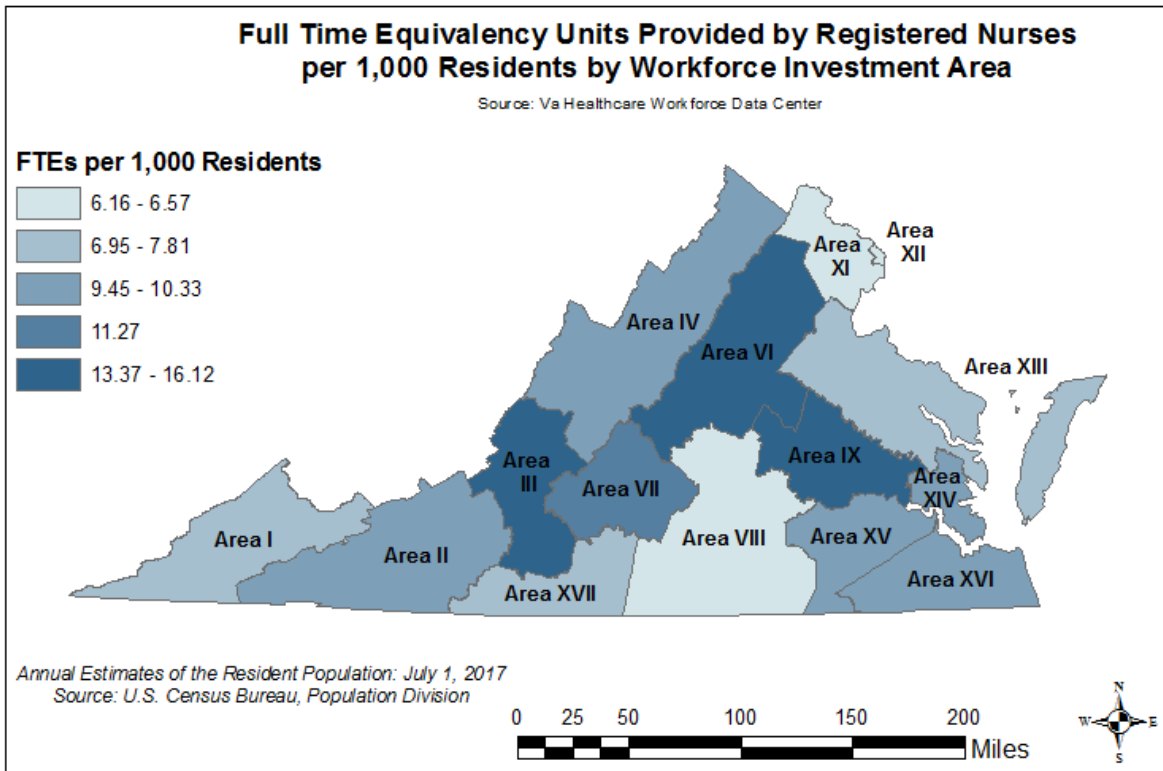 Full Time Equivalency Units Provided by Registered Nurses
per 1,000 Residents by Workforce Investment Area
Source: Va Healthcare Workforce Data Center
FTEs per 1,000 Residents
6.16 - 6.57
6.95 - 7.81
9.45 - 10.33
11.27
13.37 - 16.12
Area
XII
Area
XI
Area IV
Area VI
Area XIII
Area
III
Area IX
Area
XIV
Area VII
Area I
Area II
Area VIII
Area XV
Area XVI
Area XVII
Annual Estimates of the Resident Population: July 1, 2017
Source: U.S. Census Bureau, Population Division
0 25 50 100 150 200
Miles
N
W E
S